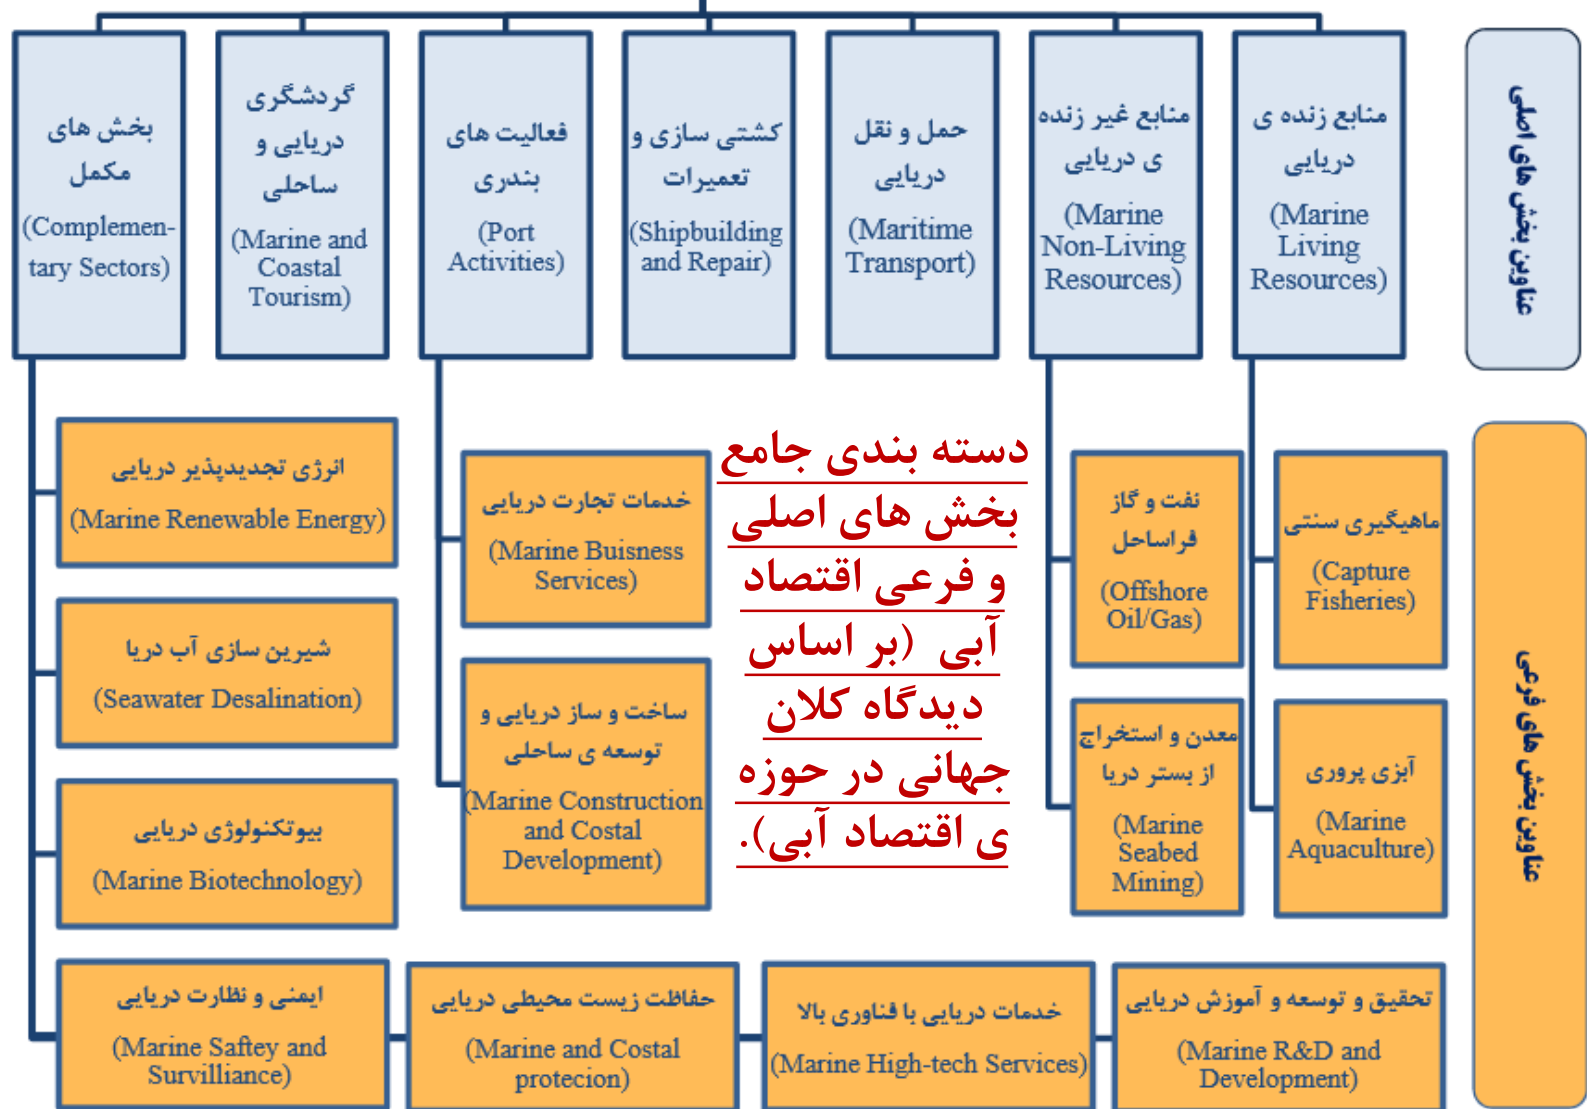 عناوین بخش های اصلی
منابع زنده ی
دریایی
(Marine
Living
Resources)
منابع غیر زنده
ی دریایی
(Marine
Non-Living
Resources)
حمل و نقل
دریایی
(Maritime
Transport)
کشتی سازی و
تعمیرات
(Shipbuilding
and Repair)
فعالیت های
بندری
(Port
Activities)
گردشگری
دریایی و
ساحلی
(Marine and
Coastal
Tourism)
بخش های
مکمل
(Complemen-
tary Sectors)
عناوین بخش های فرعی
ماهیگیری سنتی
(Capture
Fisheries)
آبزی پروری
(Marine
Aquaculture)
نفت و گاز
فراساحل
(Offshore
Oil/Gas)
معدن و استخراج
از بستر دریا
(Marine
Seabed
Mining)
دسته بندی جامع
بخش های اصلی
و فرعی اقتصاد
آبی (بر اساس
دیدگاه کلان
جهانی در حوزه
ی اقتصاد آبی).
خدمات تجارت دریایی
(Marine Buisness
Services)
ساخت و ساز دریایی و
توسعه ی ساحلی
(Marine Construction
and Costal
Development)
انرژی تجدیدپذیر دریایی
(Marine Renewable Energy)
شیرین سازی آب دریا
(Seawater Desalination)
بیوتکنولوژی دریایی
(Marine Biotechnology)
تحقیق و توسعه و آموزش دریایی
(Marine R&D and
Development)
خدمات دریایی با فناوری بالا
(Marine High-tech Services)
حفاظت زیست محیطی دریایی
(Marine and Costal
protecion)
ایمنی و نظارت دریایی
(Marine Saftey and
Survilliance)